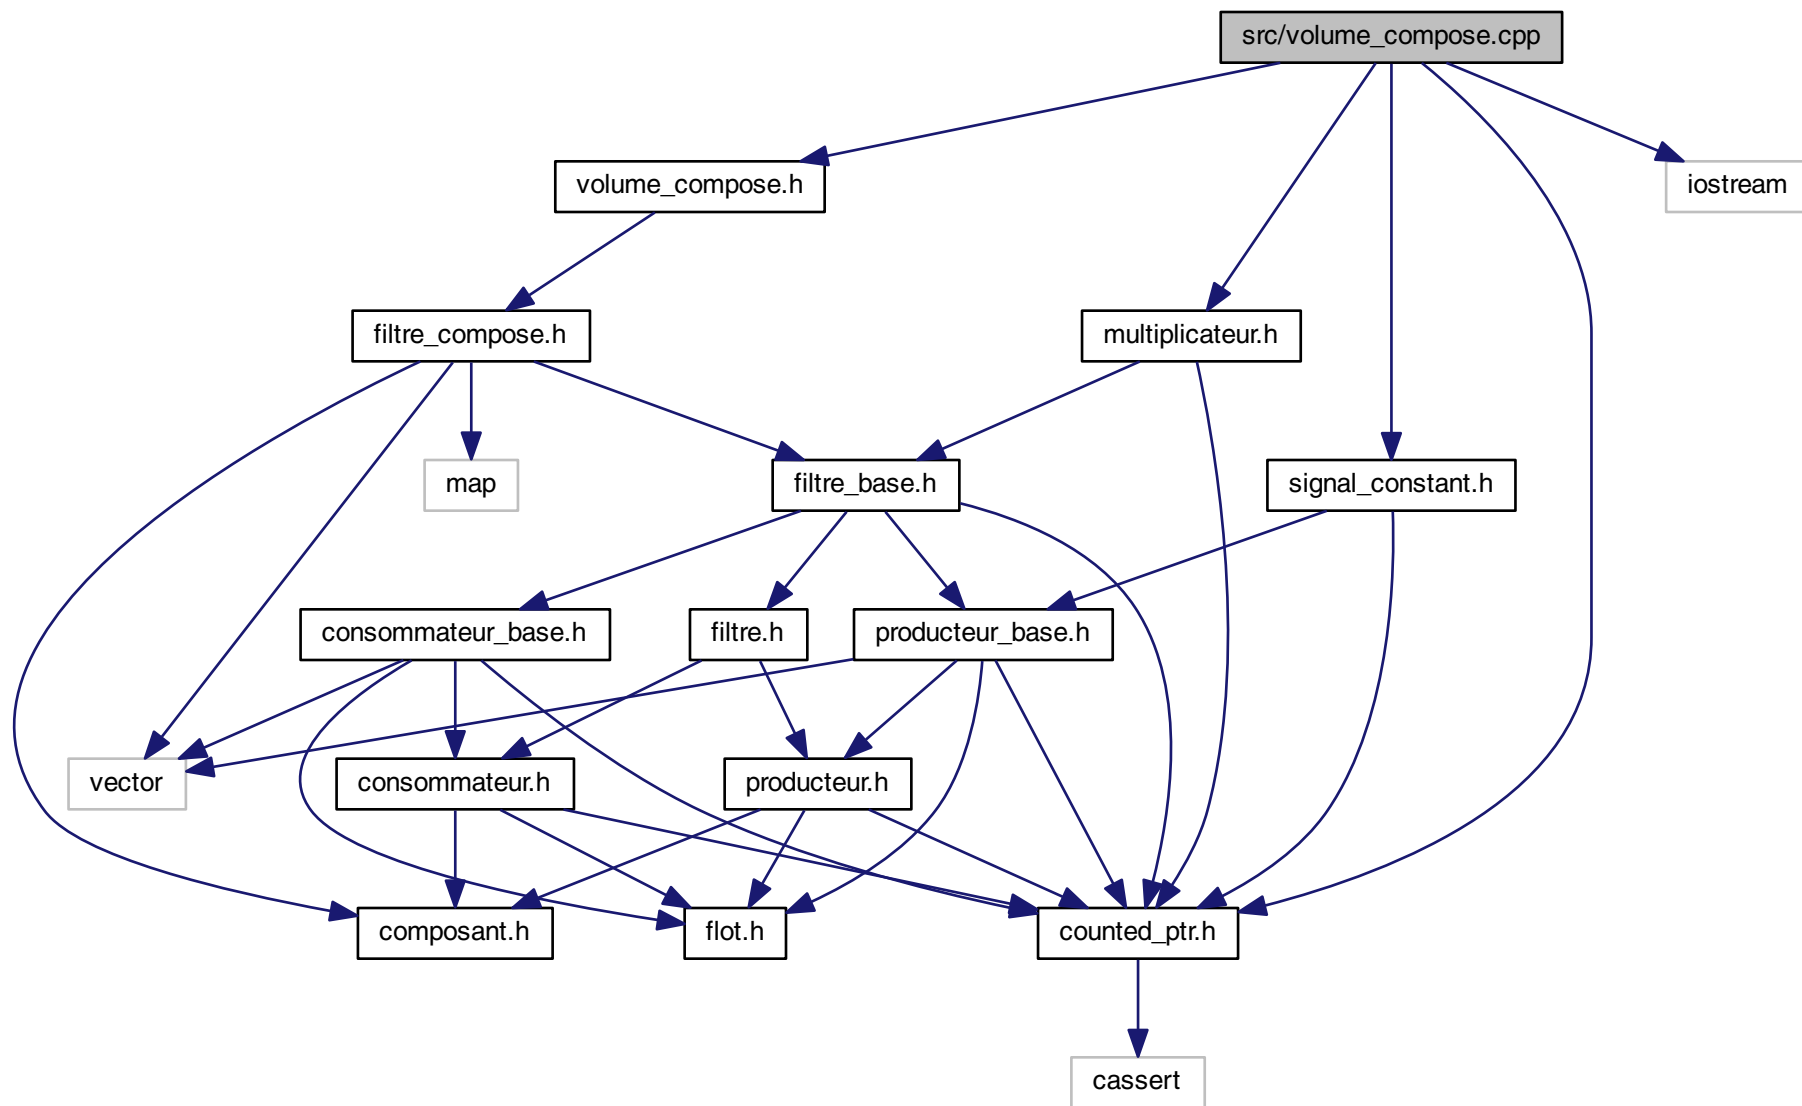 src/volume_compose.cpp
volume_compose.h
iostream
filtre_compose.h
multiplicateur.h
map
filtre_base.h
signal_constant.h
consommateur_base.h
filtre.h
producteur_base.h
vector
consommateur.h
producteur.h
composant.h
flot.h
counted_ptr.h
cassert